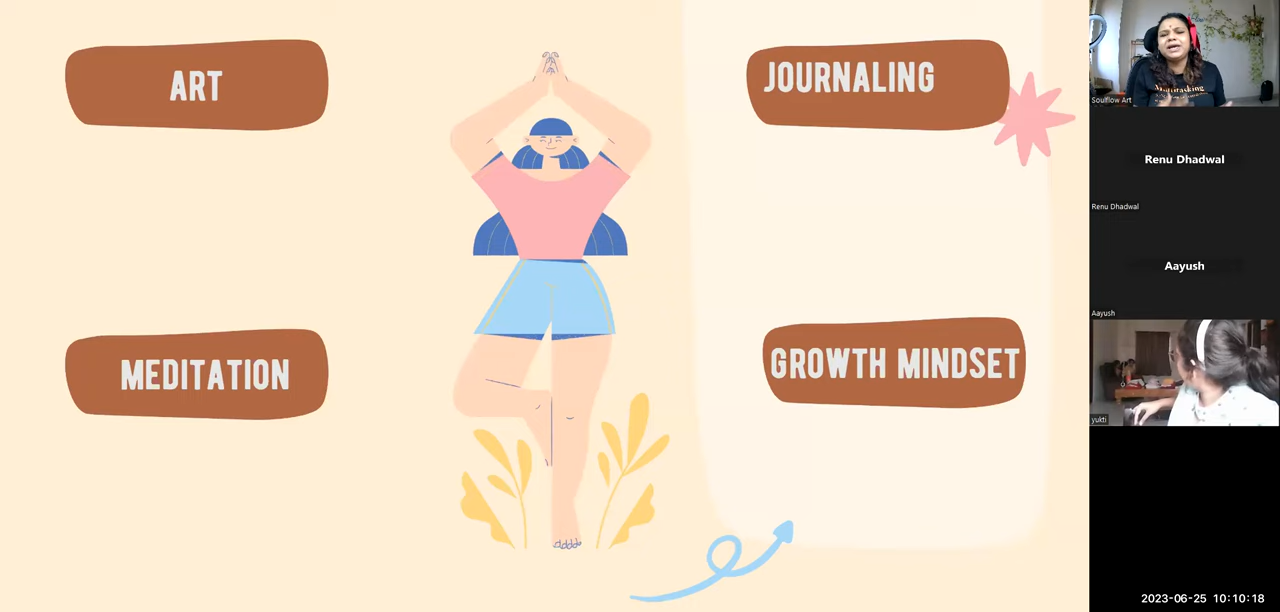 ART
JOURNALING
MEDITATION
GROWTH MINDSET
Soulflow Art
Renu Dhadwal
Renu Dhadwal
Aayush
Aayush
yukti
2023-06-25 10:10:18